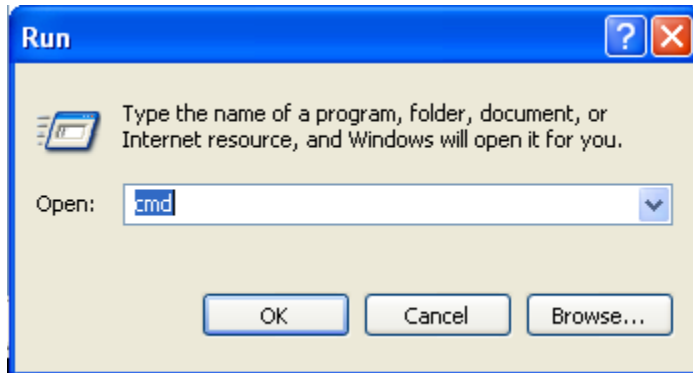 Run
Type the name of a program, folder, document, or
Internet resource, and Windows will open it for you.
Open: cmd
OK Cancel Browse...